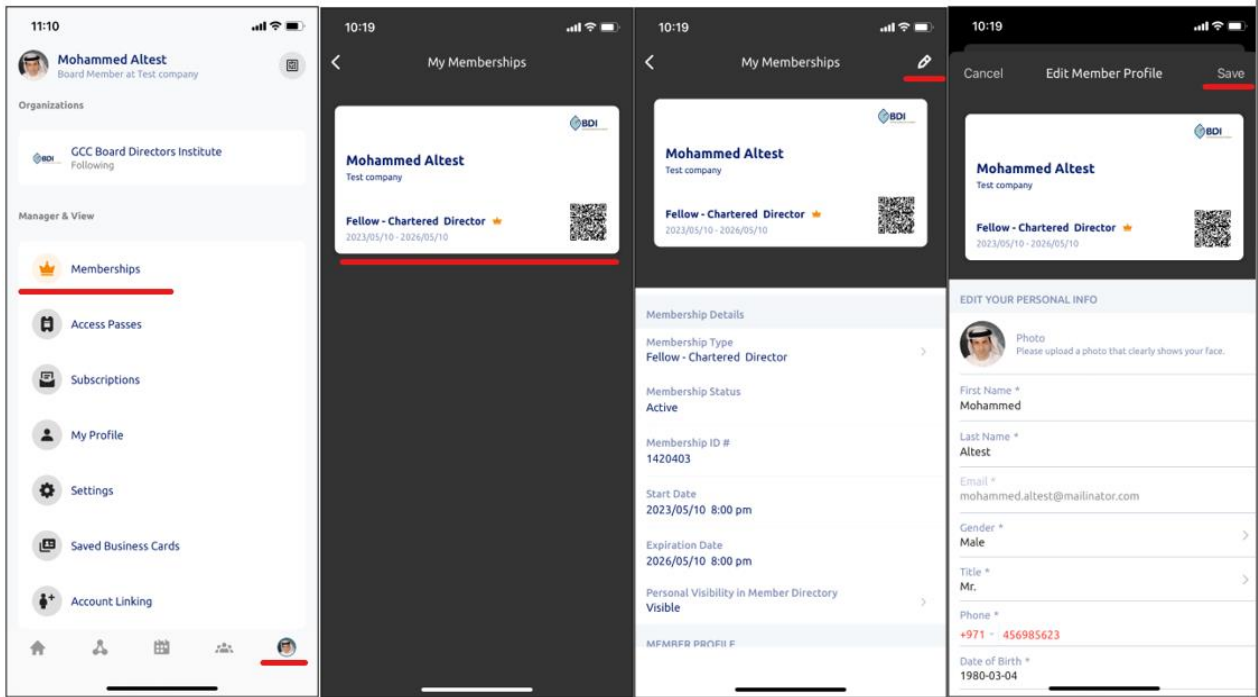 11:10
Mohammed Altest
Board Member at Test company
Organizations
BDI
GCC Board Directors Institute
Following
Manager & View
Memberships
Access Passes
Subscriptions
My Profile
Settings
Saved Business Cards
Account Linking
10:19
My Memberships
BDI
Mohammed Altest
Test company
Fellow - Chartered Director
2023/05/10 - 2026/05/10
10:19
My Memberships
BDI
Mohammed Altest
Test company
Fellow - Chartered Director
2023/05/10 - 2026/05/10
Membership Details
Membership Type
Fellow - Chartered Director
Membership Status
Active
Membership ID #
1420403
Start Date
2023/05/10 8:00 pm
Expiration Date
2026/05/10 8:00 pm
Personal Visibility in Member Directory
Visible
MEMBER PROFILE
10:19
Cancel Edit Member Profile Save
BDI
Mohammed Altest
Test company
Fellow - Chartered Director
2023/05/10 - 2026/05/10
EDIT YOUR PERSONAL INFO
Photo
Please upload a photo that clearly shows your face.
First Name *
Mohammed
Last Name *
Altest
Email *
mohammed.altest@mailinator.com
Gender *
Male
Title *
Mr.
Phone *
+971 - 456985623
Date of Birth *
1980-03-04